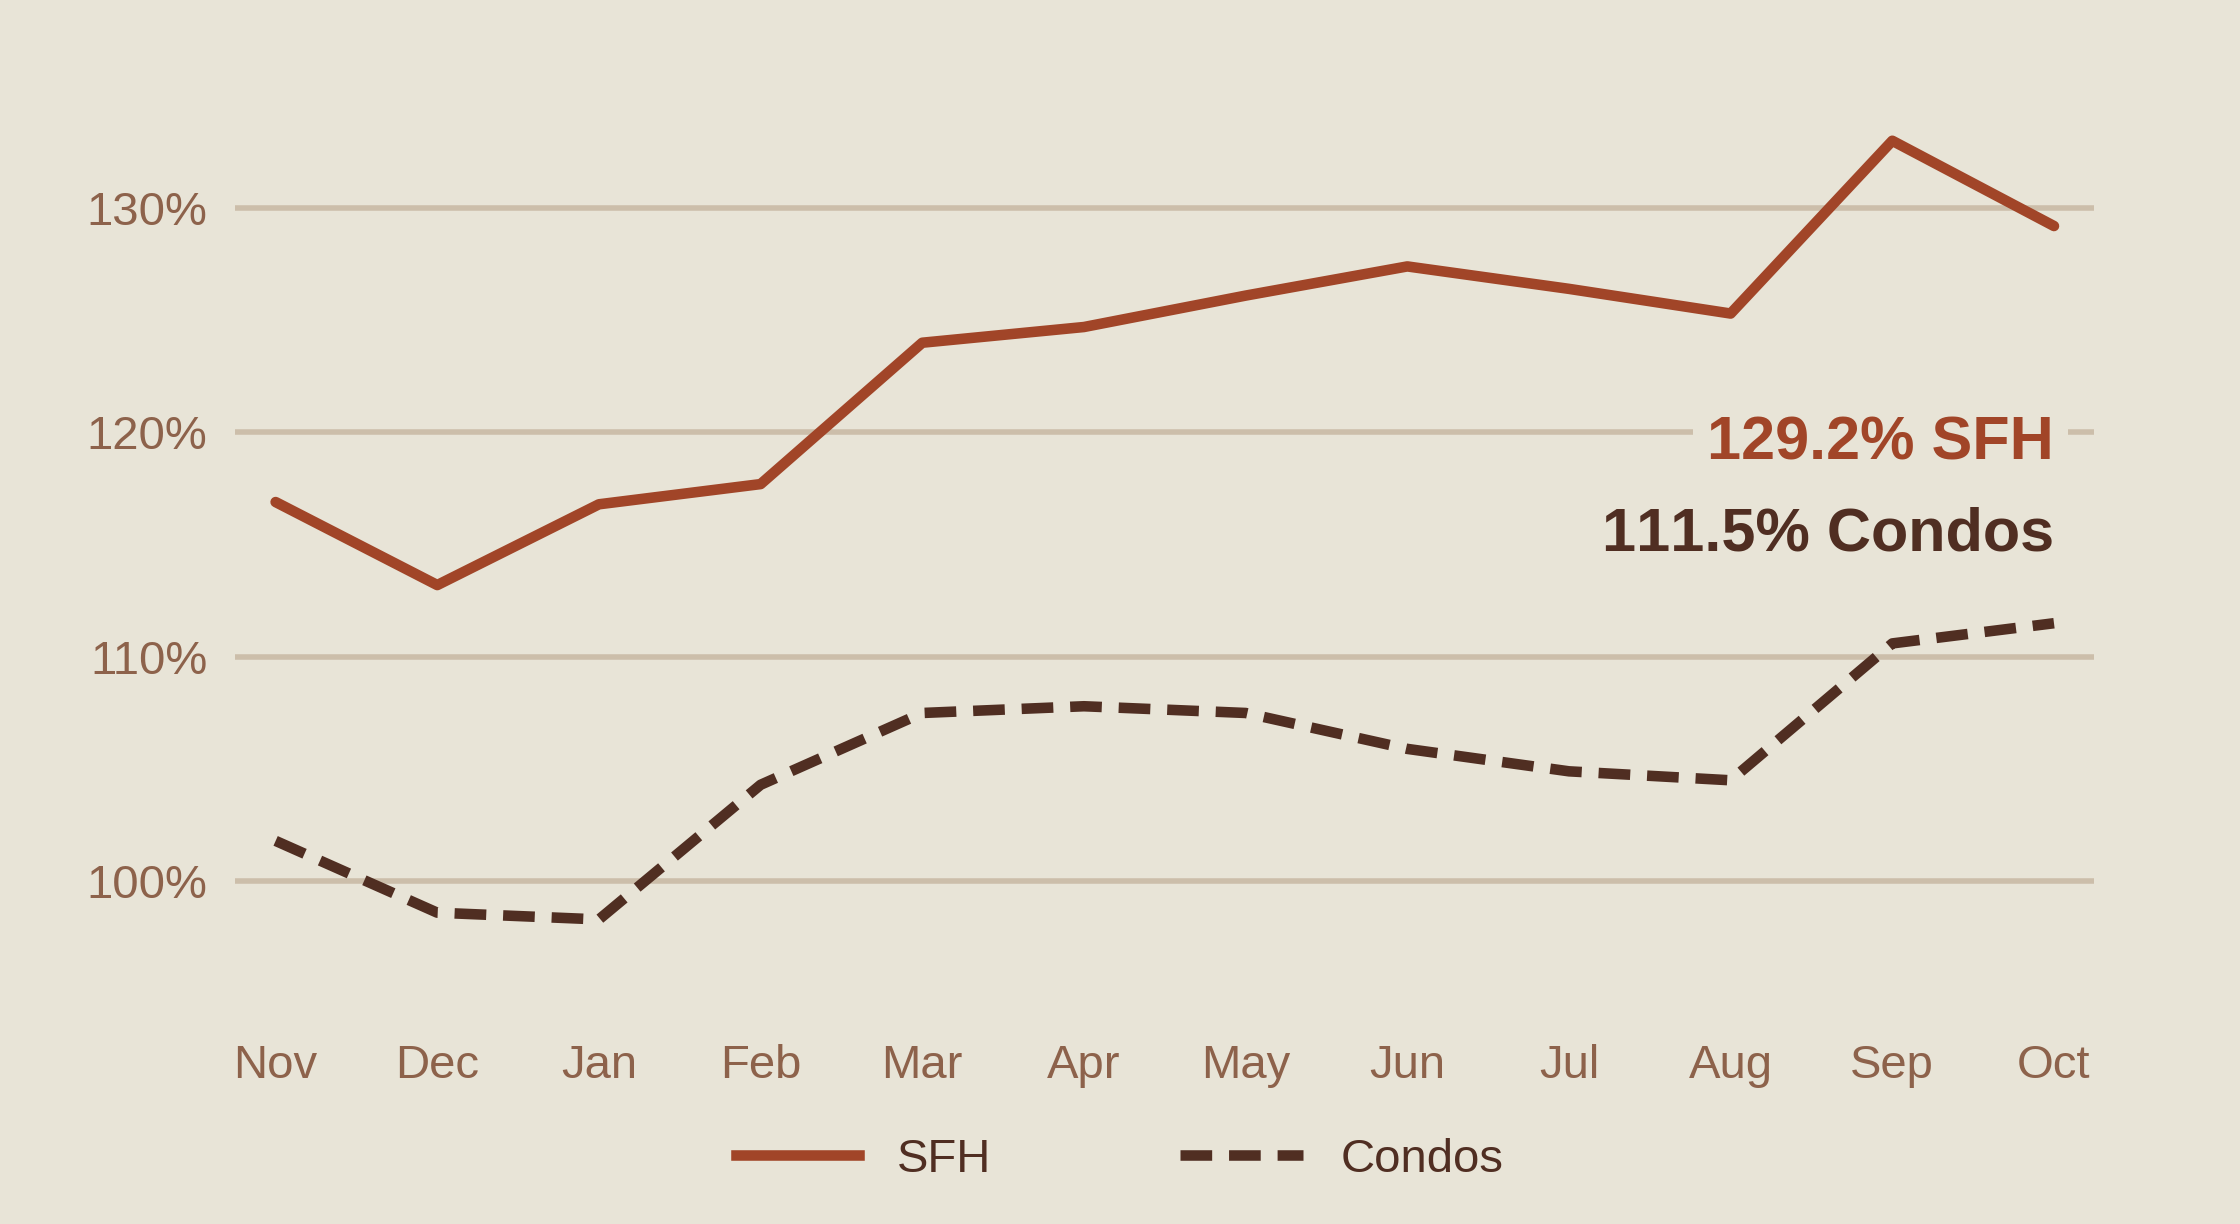 130%
120%
129.2% SFH
111.5% Condos
110%
100%
Nov Dec Jan Feb Mar Apr May Jun Jul Aug Sep Oct
SFH Condos